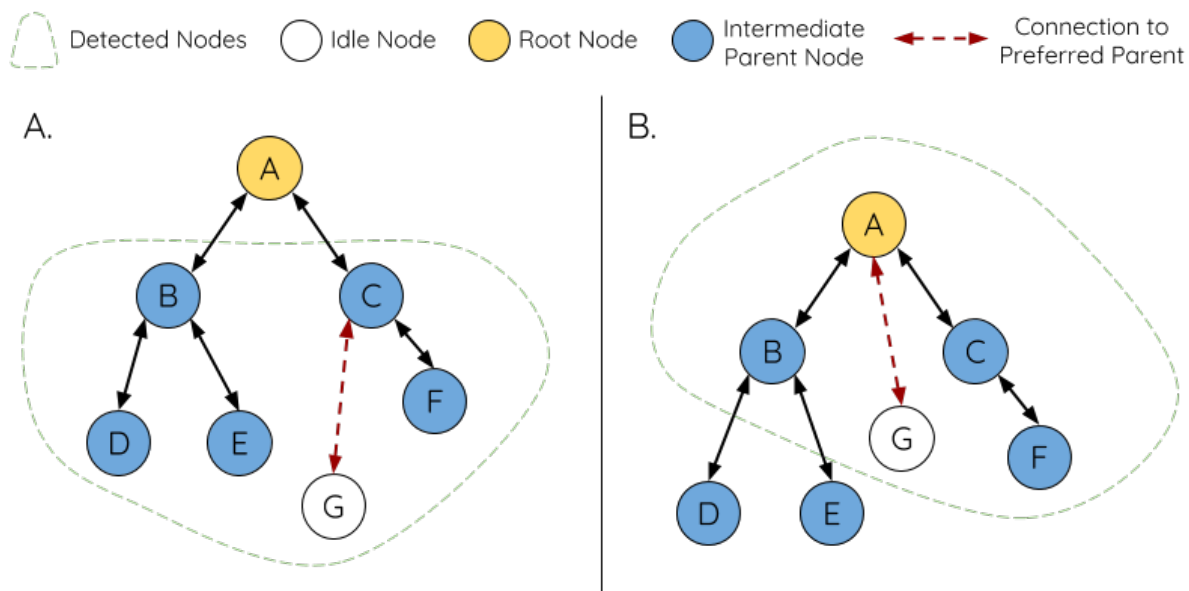 Detected Nodes
Idle Node
Root Node
Intermediate
Parent Node
Connection to
Preferred Parent
A.
A
B
C
D
E
F
G
B.
A
B
C
G
F
D
E